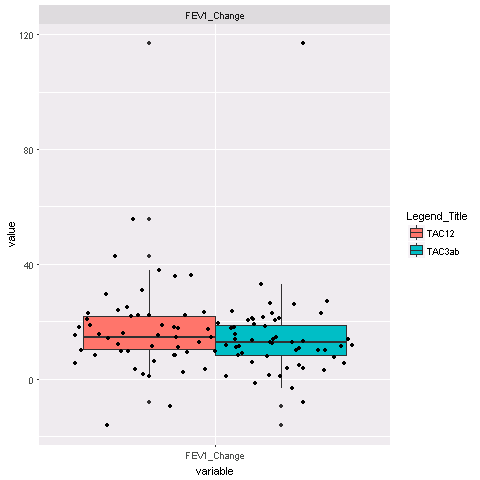 FEV1_Change
120
80
40
0
value
FEV1_Change
variable
Legend_Title
TAC12
TAC3ab